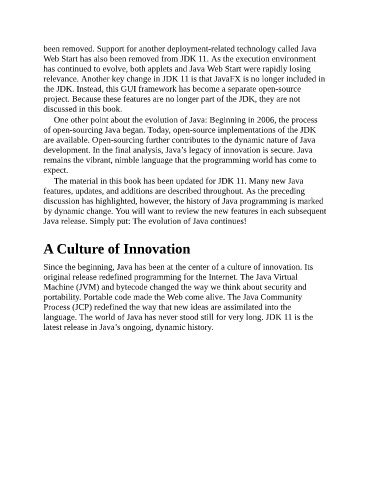 been removed. Support for another deployment-related technology called Java
Web Start has also been removed from JDK 11. As the execution environment
has continued to evolve, both applets and Java Web Start were rapidly losing
relevance. Another key change in JDK 11 is that JavaFX is no longer included in
the JDK. Instead, this GUI framework has become a separate open-source
project. Because these features are no longer part of the JDK, they are not
discussed in this book.
One other point about the evolution of Java: Beginning in 2006, the process
of open-sourcing Java began. Today, open-source implementations of the JDK
are available. Open-sourcing further contributes to the dynamic nature of Java
development. In the final analysis, Java’s legacy of innovation is secure. Java
remains the vibrant, nimble language that the programming world has come to
expect.
The material in this book has been updated for JDK 11. Many new Java
features, updates, and additions are described throughout. As the preceding
discussion has highlighted, however, the history of Java programming is marked
by dynamic change. You will want to review the new features in each subsequent
Java release. Simply put: The evolution of Java continues!
A Culture of Innovation
Since the beginning, Java has been at the center of a culture of innovation. Its
original release redefined programming for the Internet. The Java Virtual
Machine (JVM) and bytecode changed the way we think about security and
portability. Portable code made the Web come alive. The Java Community
Process (JCP) redefined the way that new ideas are assimilated into the
language. The world of Java has never stood still for very long. JDK 11 is the
latest release in Java’s ongoing, dynamic history.